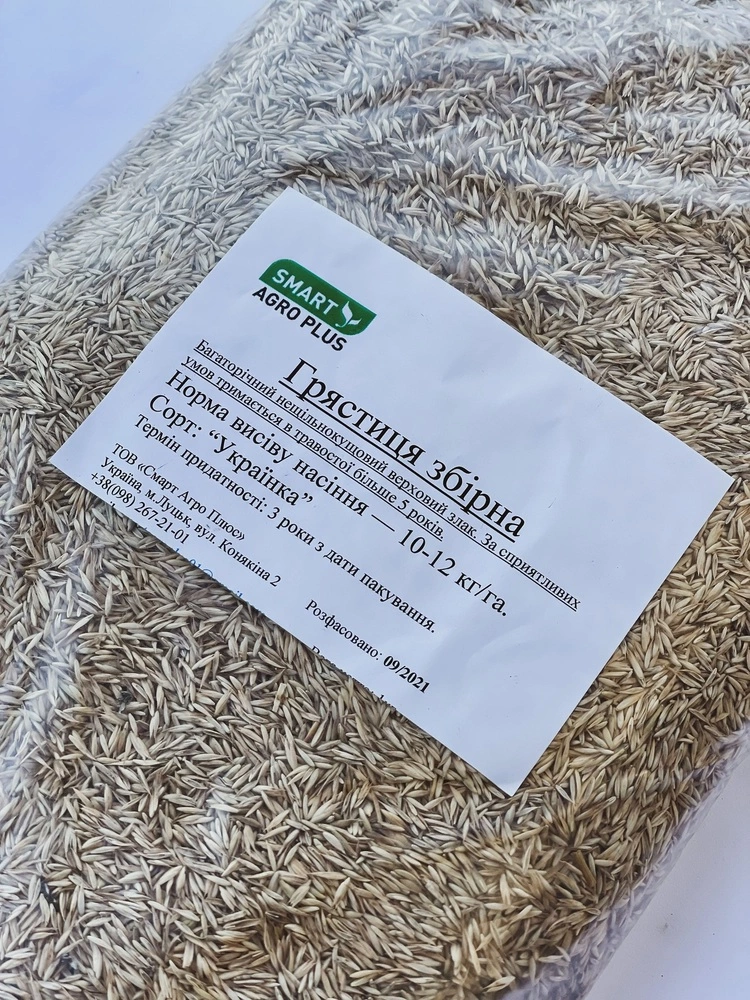 SMART
AGRO PLUS
Грястиця збірна
Багаторічний нещільнокущовий верховий злак. За сприятливих
умов тримається в травостої більше 5 років.
Норма висіву насіння — 10-12 кг/га.
Сорт: “Українка”
Термін придатності: 3 роки з дати пакування.
ТОВ «Смарт Агро Плюс»
Україна, м.Луцьк, вул. Конякіна 2
+38(098) 267-21-01
Розфасовано: 09/2021